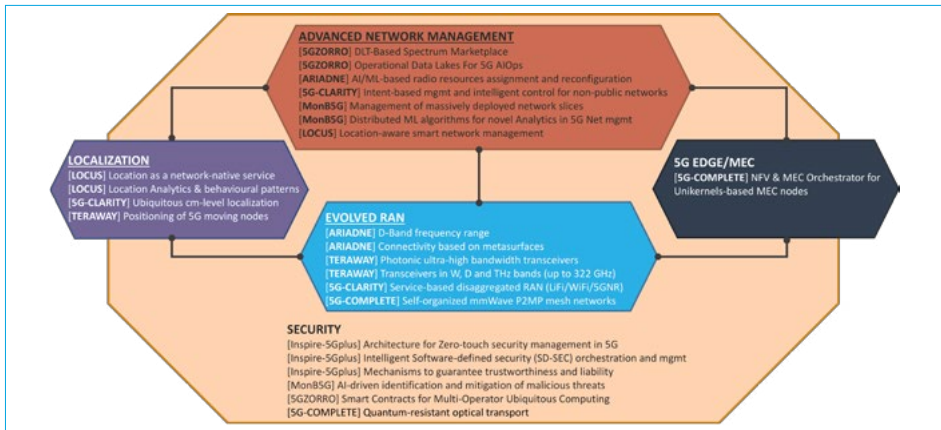 ADVANCED NETWORK MANAGEMENT
[5GZORRO] DLT-Based Spectrum Marketplace
[5GZORRO] Operational Data Lakes For 5G AIOps
[ARIADNE] AI/ML-based radio resources assignment and reconfiguration
[5G-CLARITY] Intent-based mgmt and intelligent control for non-public networks
[MonB5G] Management of massively deployed network slices
[MonB5G] Distributed ML algorithms for novel Analytics in 5G Net mgmt
[LOCUS] Location-aware smart network management
LOCALIZATION
[LOCUS] Location as a network-native service
[LOCUS] Location Analytics & behavioural patterns
[5G-CLARITY] Ubiquitous cm-level localization
[TERAWAY] Positioning of 5G moving nodes
5G EDGE/MEC
[5G-COMPLETE] NFV & MEC Orchestrator for
Unikernels-based MEC nodes
EVOLVED RAN
[ARIADNE] D-Band frequency range
[ARIADNE] Connectivity based on metasurfaces
[TERAWAY] Photonic ultra-high bandwidth transceivers
[TERAWAY] Transceivers in W, D and THz bands (up to 322 GHz)
[5G-CLARITY] Service-based disaggregated RAN (LiFi/WiFi/5GNR)
[5G-COMPLETE] Self-organized mmWave P2MP mesh networks
SECURITY
[Inspire-5Gplus] Architecture for Zero-touch security management in 5G
[Inspire-5Gplus] Intelligent Software-defined security (SD-SEC) orchestration and mgmt
[Inspire-5Gplus] Mechanisms to guarantee trustworthiness and liability
[MonB5G] AI-driven identification and mitigation of malicious threats
[5GZORRO] Smart Contracts for Multi-Operator Ubiquitous Computing
[5G-COMPLETE] Quantum-resistant optical transport